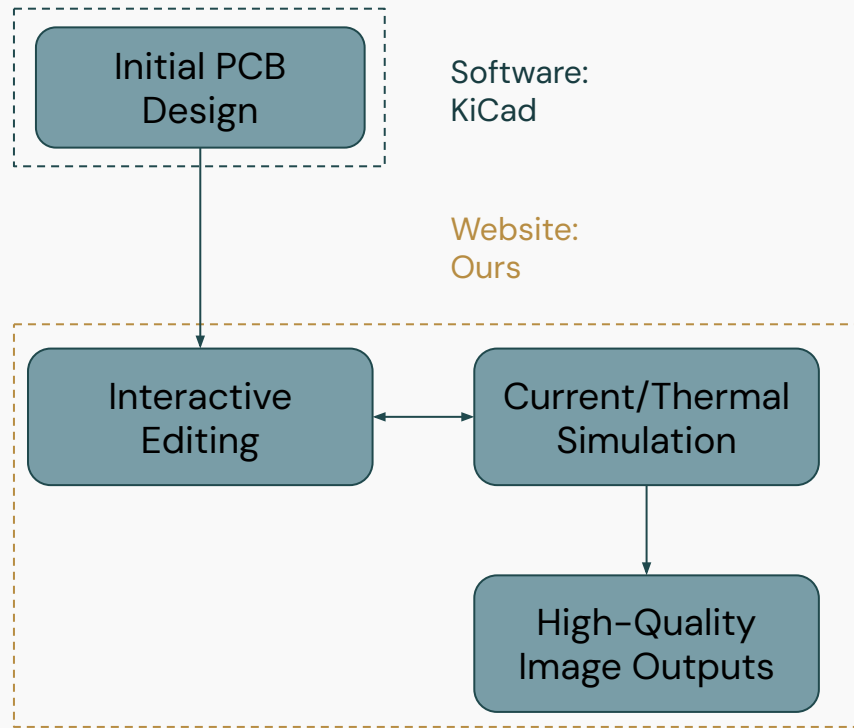 Initial PCB
Design
Software:
KiCad
Website:
Ours
Interactive
Editing
Current/Thermal
Simulation
High-Quality
Image Outputs